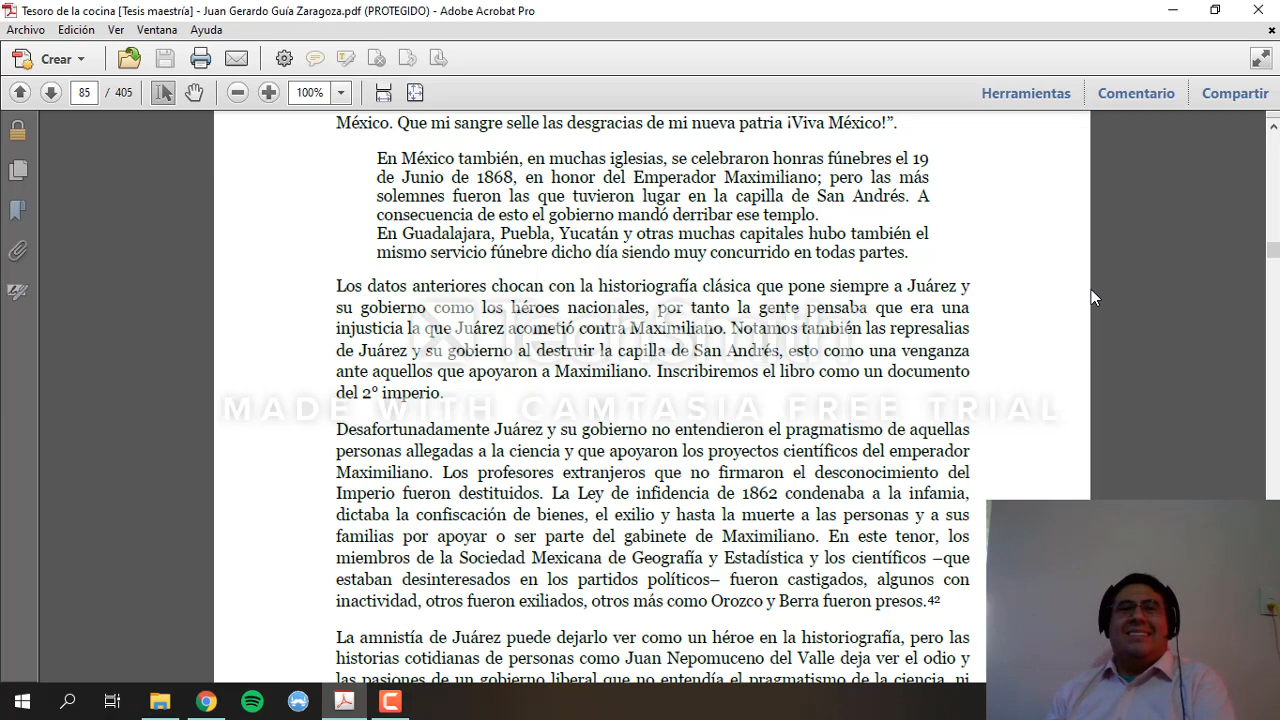 Tesoro de la cocina [Tesis maestría] - Juan Gerardo Guía Zaragoza.pdf (PROTEGIDO) - Adobe Acrobat Pro
Archivo Edición Ver Ventana Ayuda
Crear
85 / 405 100% Herramientas Comentario Compartir
México. Que mi sangre selle las desgracias de mi nueva patria ¡Viva México!”.
En México también, en muchas iglesias, se celebraron honras fúnebres el 19
de Junio de 1868, en honor del Emperador Maximiliano; pero las más
solemnes fueron las que tuvieron lugar en la capilla de San Andrés. A
consecuencia de esto el gobierno mandó derribar ese templo.
En Guadalajara, Puebla, Yucatán y otras muchas capitales hubo también el
mismo servicio fúnebre dicho día siendo muy concurrido en todas partes.
Los datos anteriores chocan con la historiografía clásica que pone siempre a Juárez y
su gobierno como los héroes nacionales, por tanto la gente pensaba que era una
injusticia la que Juárez acometió contra Maximiliano. Notamos también las represalias
de Juárez y su gobierno al destruir la capilla de San Andrés, esto como una venganza
ante aquellos que apoyaron a Maximiliano. Inscribiremos el libro como un documento
del 2° imperio.
TechSmith
MADE WITH CAMTASIA FREE TRIAL
Desafortunadamente Juárez y su gobierno no entendieron el pragmatismo de aquellas
personas allegadas a la ciencia y que apoyaron los proyectos científicos del emperador
Maximiliano. Los profesores extranjeros que no firmaron el desconocimiento del
Imperio fueron destituidos. La Ley de infidencia de 1862 condenaba a la infamia,
dictaba la confiscación de bienes, el exilio y hasta la muerte a las personas y a sus
familias por apoyar o ser parte del gabinete de Maximiliano. En este tenor, los
miembros de la Sociedad Mexicana de Geografía y Estadística y los científicos –que
estaban desinteresados en los partidos políticos– fueron castigados, algunos con
inactividad, otros fueron exiliados, otros más como Orozco y Berra fueron presos.42
La amnistía de Juárez puede dejarlo ver como un héroe en la historiografía, pero las
historias cotidianas de personas como Juan Nepomuceno del Valle deja ver el odio y
las pasiones de un gobierno liberal que no entendía el pragmatismo de la ciencia, ni